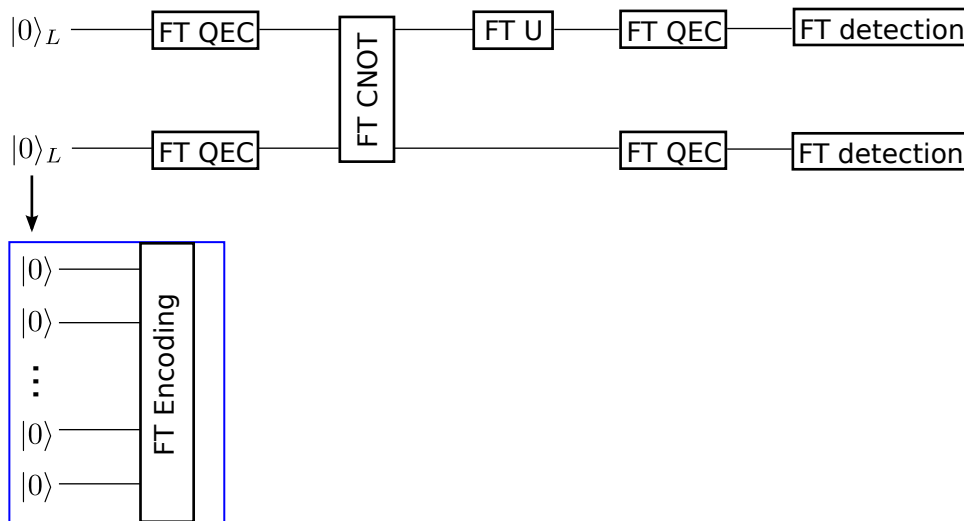 |0⟩_L FT QEC FT CNOT FT U FT QEC FT detection
|0⟩_L FT QEC FT QEC FT detection
|0⟩ FT Encoding
|0⟩
⋮
|0⟩
|0⟩